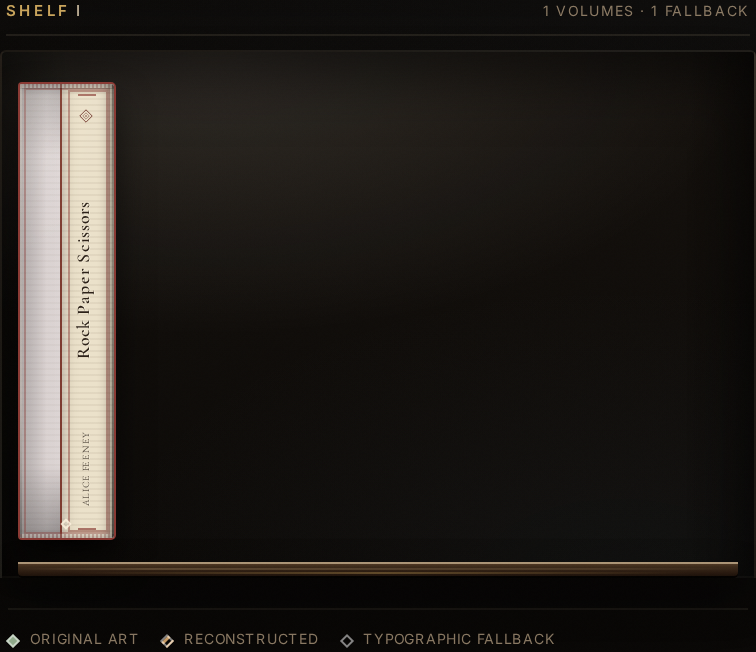 SHELF I
1 VOLUMES · 1 FALLBACK
Rock Paper Scissors
ALICE FEENEY
ORIGINAL ART
RECONSTRUCTED
TYPOGRAPHIC FALLBACK